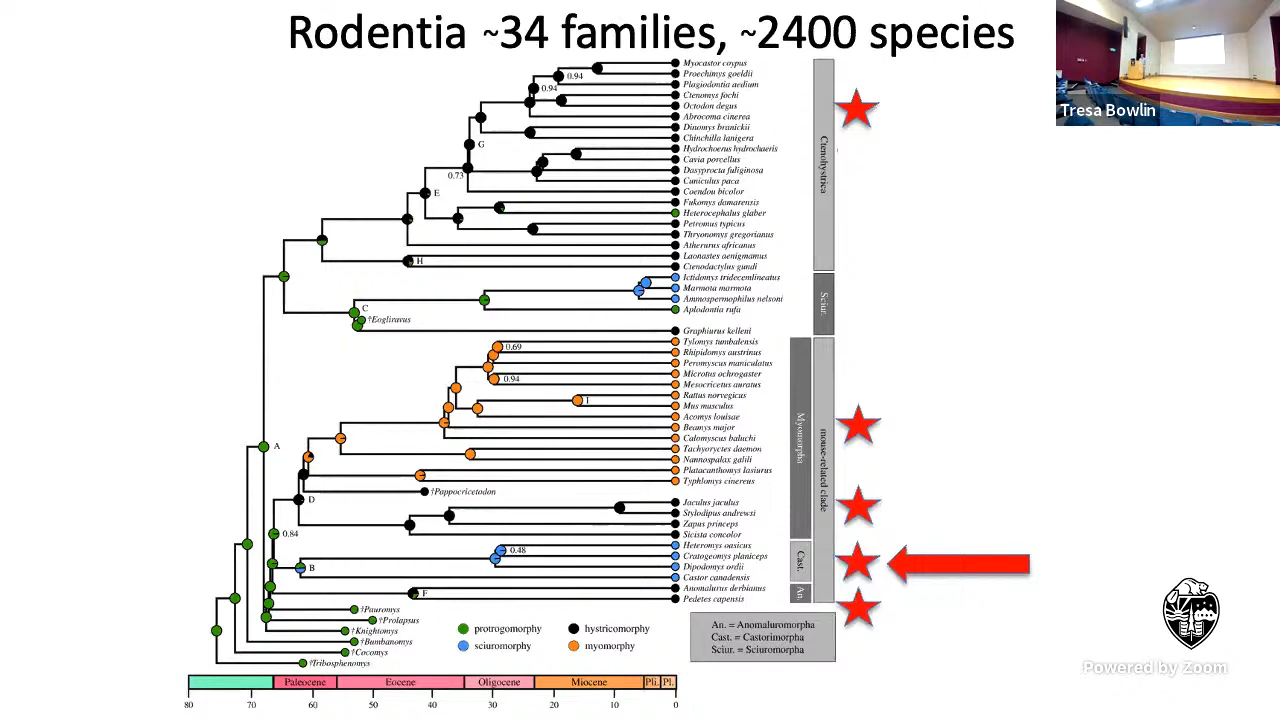 Rodentia ~34 families, ~2400 species
Tresa Bowlin
Myocastor coypus
0.94
Proechimys goeldii
Plagiodontia aedium
0.94
Ctenomys fochi
Octodon degus
Abrocoma cinerea
Dinomys branickii
Chinchilla lanigera
G
Hydrochoerus hydrochaeris
Cavia porcellus
Dasyprocta fuliginosa
0.73
Cuniculus paca
Coendou bicolor
E
Fukomys damarensis
Heterocephalus glaber
Petromus typicus
Thryonomys gregorianus
Atherurus africanus
Laonastes aenigmamus
H
Ctenodactylus gundi
Ctenohystrica
Ictidomys tridecemlineatus
Marmota marmota
Ammospermophilus nelsoni
Aplodontia rufa
C
†Eogliravus
Graphiurus kelleni
Sciur.
Tylomys tumbalensis
0.69
Rhipidomys austrinus
Peromyscus maniculatus
Microtus ochrogaster
0.94
Mesocricetus auratus
Rattus norvegicus
I
Mus musculus
Acomys louisae
Beamys major
Calomyscus baluchi
A
Tachyoryctes daemon
Nannospalax galili
Platacanthomys lasiurus
Typhlomys cinereus
†Pappocricetodon
D
Jaculus jaculus
Stylodipus andrewsi
Zapus princeps
Sicista concolor
Myomorpha
mouse-related clade
0.84
Heteromys oasicus
0.48
Cratogeomys planiceps
Dipodomys ordii
B
Castor canadensis
Cast.
Anomalurus derbianus
F
Pedetes capensis
An.
†Pauromys
†Prolapsus
†Knightomys
†Bumbanomys
†Cocomys
†Tribosphenomys
protrogomorphy
hystricomorphy
sciuromorphy
myomorphy
An. = Anomaluromorpha
Cast. = Castorimorpha
Sciur. = Sciuromorpha
Powered by Zoom
Paleocene Eocene Oligocene Miocene Pli. Pl.
80 70 60 50 40 30 20 10 0